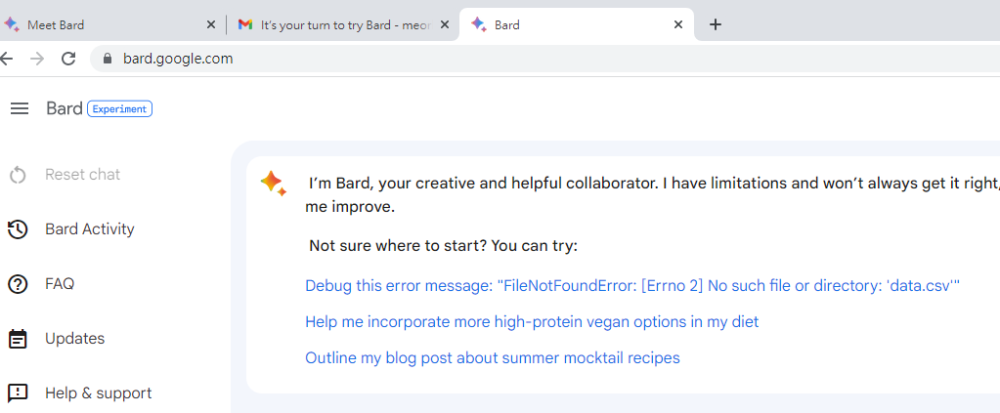 Meet Bard
It's your turn to try Bard - meor
Bard
bard.google.com
Bard Experiment
Reset chat
Bard Activity
FAQ
Updates
Help & support
I’m Bard, your creative and helpful collaborator. I have limitations and won’t always get it right,
me improve.
Not sure where to start? You can try:
Debug this error message: "FileNotFoundError: [Errno 2] No such file or directory: 'data.csv'"
Help me incorporate more high-protein vegan options in my diet
Outline my blog post about summer mocktail recipes